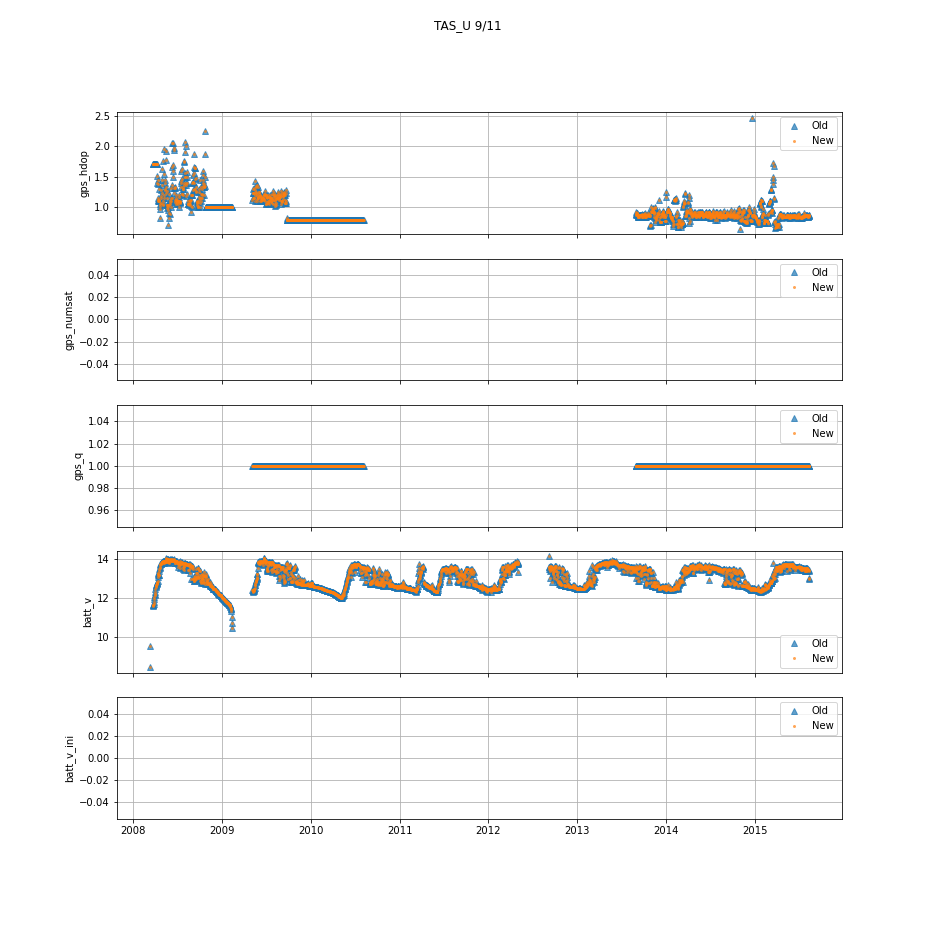 TAS_U 9/11
2.5
2.0
1.5
1.0
gps_hdop
Old
New
0.04
0.02
0.00
−0.02
−0.04
gps_numsat
Old
New
1.04
1.02
1.00
0.98
0.96
gps_q
Old
New
14
12
10
batt_v
Old
New
0.04
0.02
0.00
−0.02
−0.04
batt_v_ini
Old
New
2008 2009 2010 2011 2012 2013 2014 2015